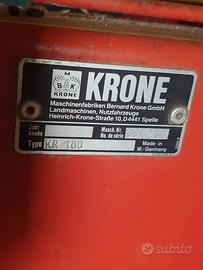 M
B K
KRONE
KRONE
Maschinenfabriken Bernard Krone GmbH
Landmaschinen, Nutzfahrzeuge
Heinrich-Krone-Straße 10, D 4441 Spelle
Jahr
Année
Masch. Nr.
No. de série
Type KR 160
Made in
W.-Germany
subito